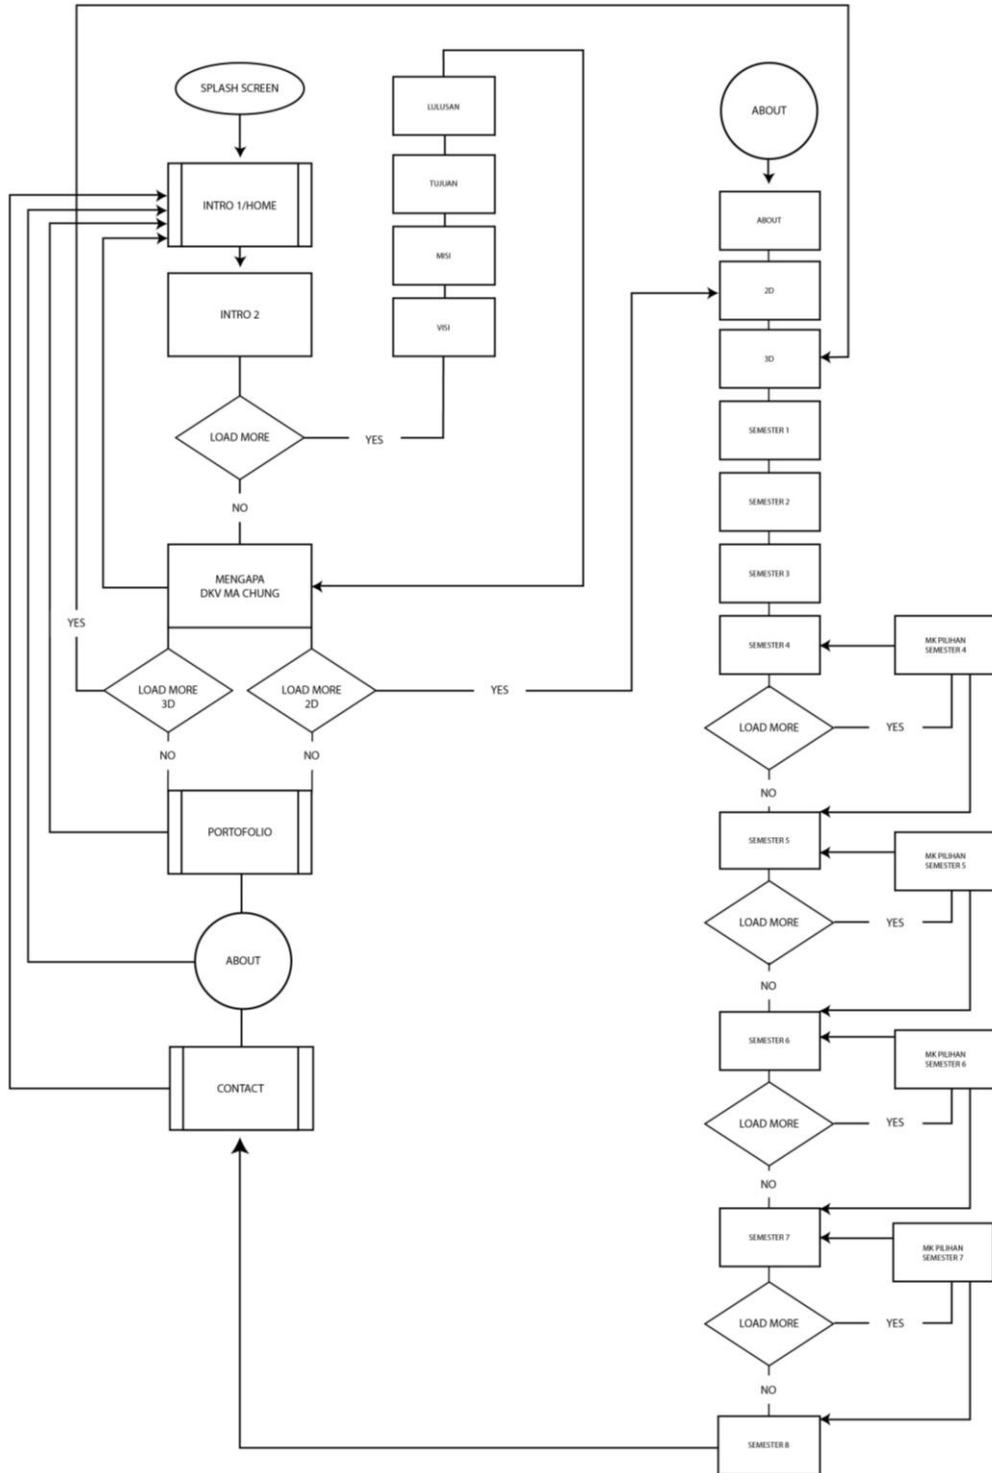 SPLASH SCREEN
INTRO 1/HOME
INTRO 2
LOAD MORE
YES
NO
LULUSAN
TUJUAN
MISI
VISI
MENGAPA
DKV MA CHUNG
YES
LOAD MORE
3D
LOAD MORE
2D
YES
NO
NO
PORTOFOLIO
ABOUT
CONTACT
ABOUT
ABOUT
2D
3D
SEMESTER 1
SEMESTER 2
SEMESTER 3
SEMESTER 4
MK PILIHAN
SEMESTER 4
LOAD MORE
YES
NO
SEMESTER 5
MK PILIHAN
SEMESTER 5
LOAD MORE
YES
NO
SEMESTER 6
MK PILIHAN
SEMESTER 6
LOAD MORE
YES
NO
SEMESTER 7
MK PILIHAN
SEMESTER 7
LOAD MORE
YES
NO
SEMESTER 8